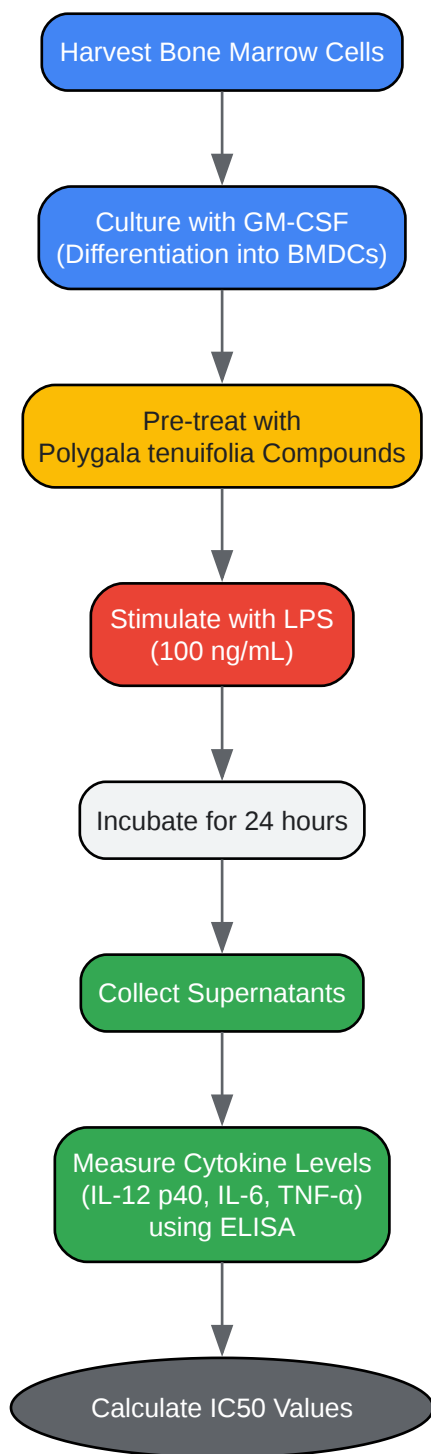 Harvest Bone Marrow Cells
Culture with GM-CSF
(Differentiation into BMDCs)
Pre-treat with
Polygala tenuifolia Compounds
Stimulate with LPS
(100 ng/mL)
Incubate for 24 hours
Collect Supernatants
Measure Cytokine Levels
(IL-12 p40, IL-6, TNF-α)
using ELISA
Calculate IC50 Values